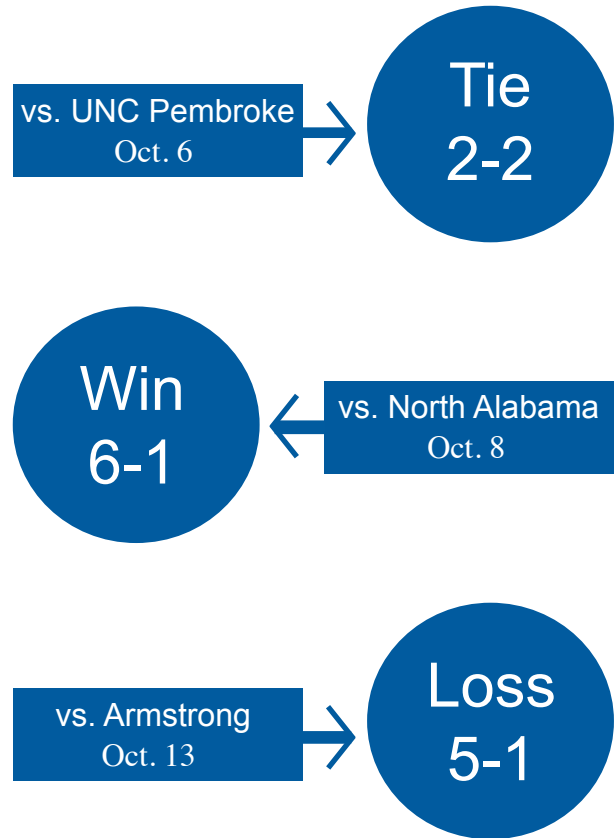 vs. UNC Pembroke
Oct. 6
Tie
2-2
Win
6-1
vs. North Alabama
Oct. 8
vs. Armstrong
Oct. 13
Loss
5-1